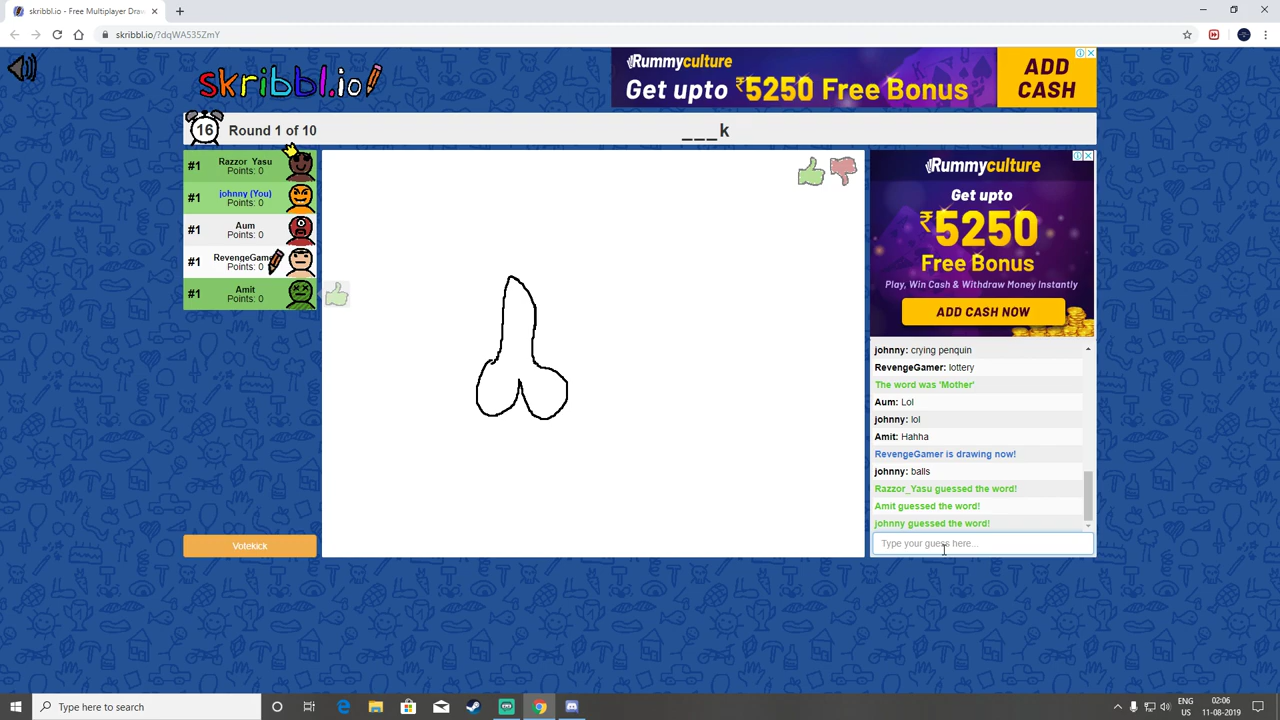 skribbl.io - Free Multiplayer Dra
skribbl.io/?dqWA535ZmY
skribbl.io
Rummyculture
Get upto ₹5250 Free Bonus
ADD
CASH
16
Round 1 of 10
___k
#1 Razzor_Yasu
Points: 0
#1 johnny (You)
Points: 0
#1 Aum
Points: 0
#1 RevengeGame
Points: 0
#1 Amit
Points: 0
Votekick
Rummyculture
Get upto
₹5250
Free Bonus
Play, Win Cash & Withdraw Money Instantly
ADD CASH NOW
johnny: crying penquin
RevengeGamer: lottery
The word was 'Mother'
Aum: Lol
johnny: lol
Amit: Hahha
RevengeGamer is drawing now!
johnny: balls
Razzor_Yasu guessed the word!
Amit guessed the word!
johnny guessed the word!
Type your guess here...
Type here to search
ENG
US
02:06
11-08-2019